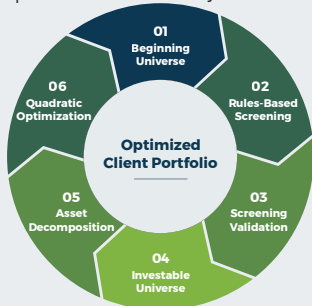 01
Beginning
Universe
02
Rules-Based
Screening
03
Screening
Validation
04
Investable
Universe
05
Asset
Decomposition
06
Quadratic
Optimization
Optimized
Client Portfolio